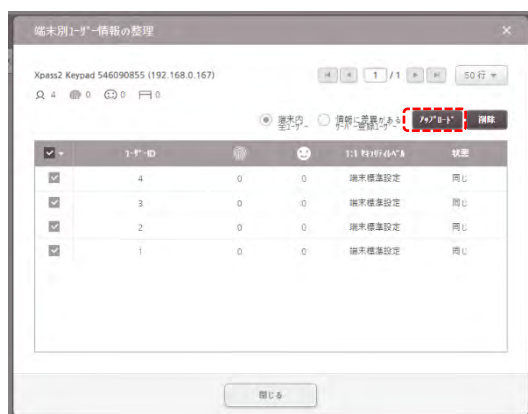 端末別ﾕｰｻﾞｰ情報の整理
Xpass2 Keypad 546090855 (192.168.0.167)
1 / 1
50 行
4 0 0 0
端末内全ﾕｰｻﾞｰ
情報に差異があるｻｰﾊﾞｰ登録ﾕｰｻﾞｰ
ｱｯﾌﾟﾛｰﾄﾞ 削除
ﾕｰｻﾞｰID 1:1 ｾｷｭﾘﾃｨﾚﾍﾞﾙ 状態
4 0 0 端末標準設定 同じ
3 0 0 端末標準設定 同じ
2 0 0 端末標準設定 同じ
1 0 0 端末標準設定 同じ
閉じる